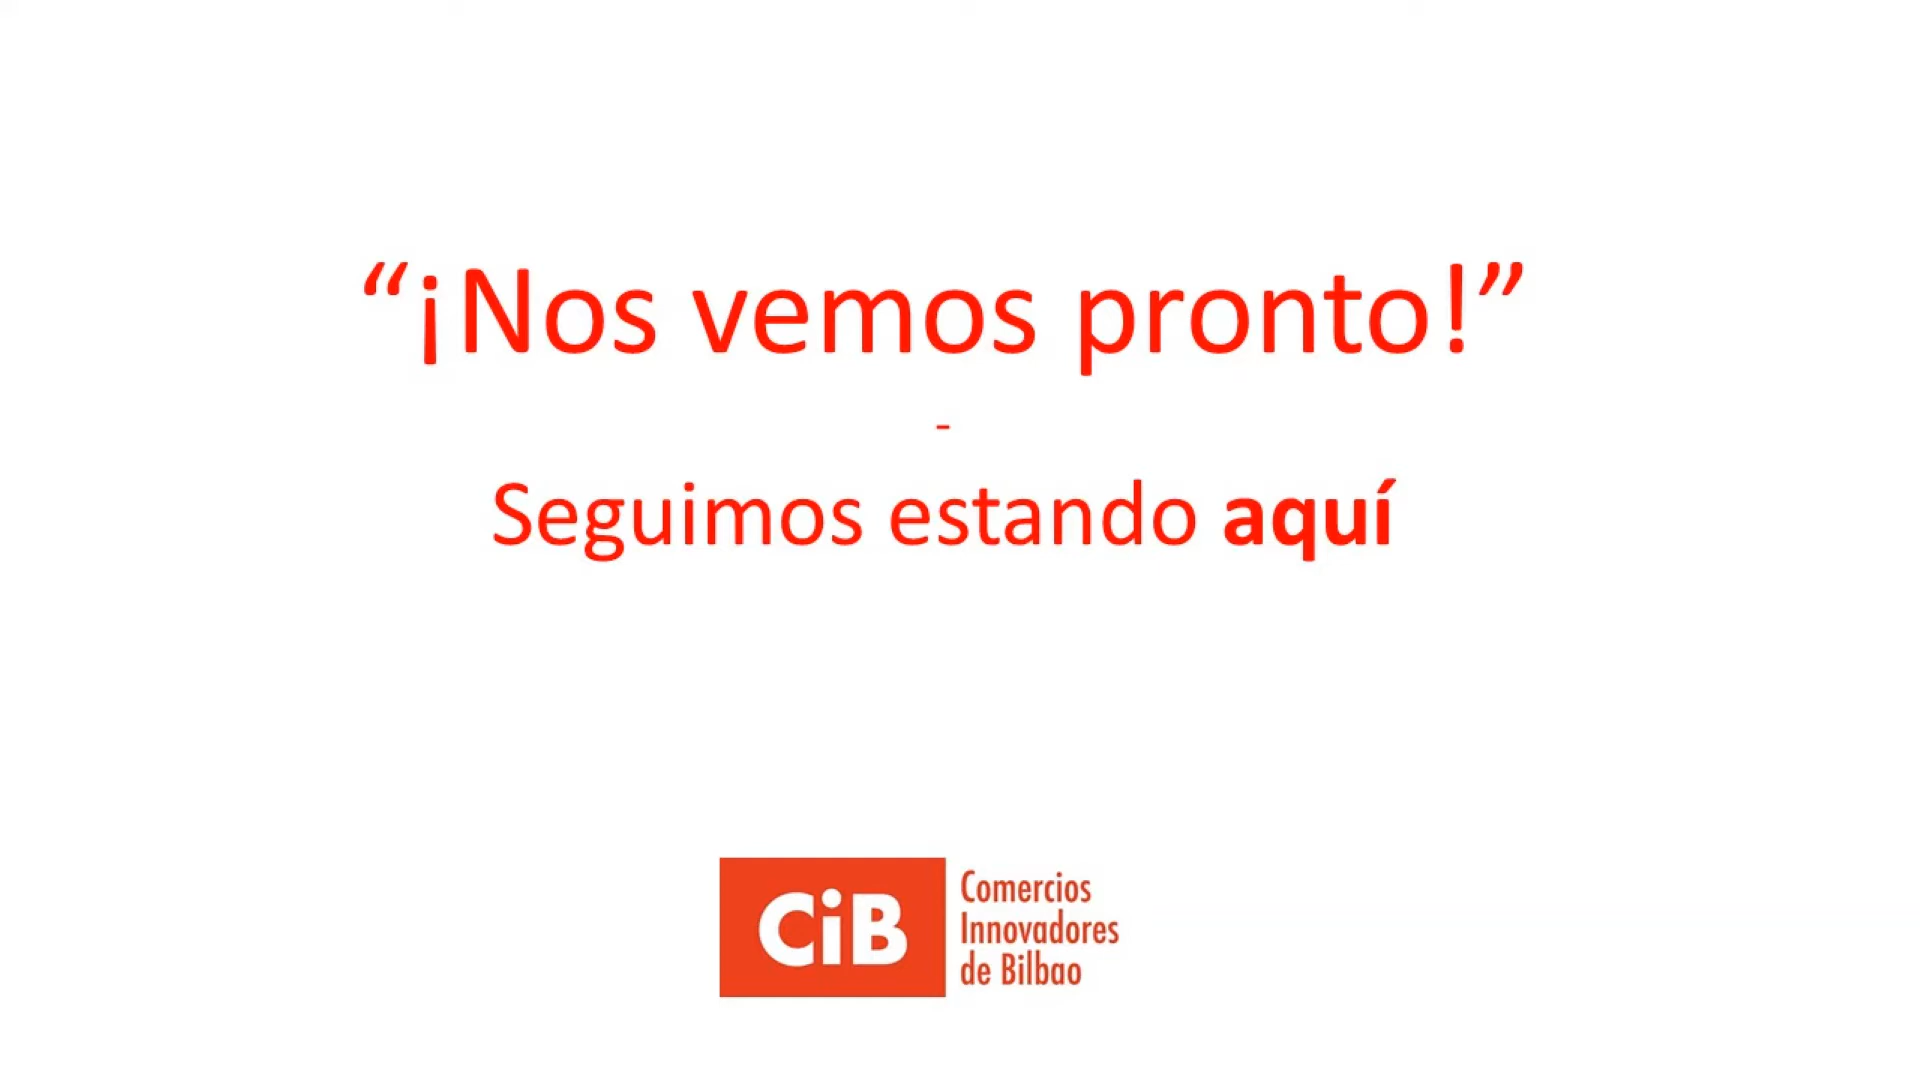 “¡Nos vemos pronto!”
-
Seguimos estando aquí
CiB
Comercios
Innovadores
de Bilbao